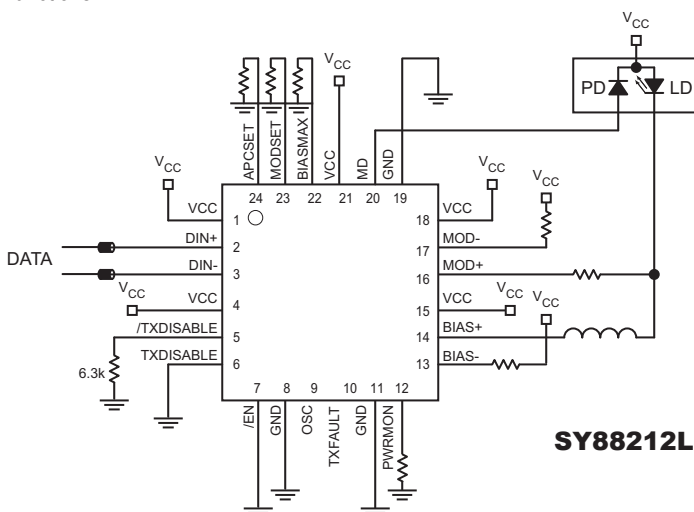 VCC
PD
LD
VCC
APCSET
MODSET
BIASMAX
VCC
MD
GND
VCC
VCC
24
23
22
21
20
19
VCC
1
18
VCC
DATA
DIN+
2
17
MOD-
DIN-
3
16
MOD+
VCC
VCC
VCC
4
15
VCC
/TXDISABLE
5
14
BIAS+
6.3k
TXDISABLE
6
13
BIAS-
7
8
9
10
11
12
/EN
GND
OSC
TXFAULT
GND
PWRMON
SY88212L